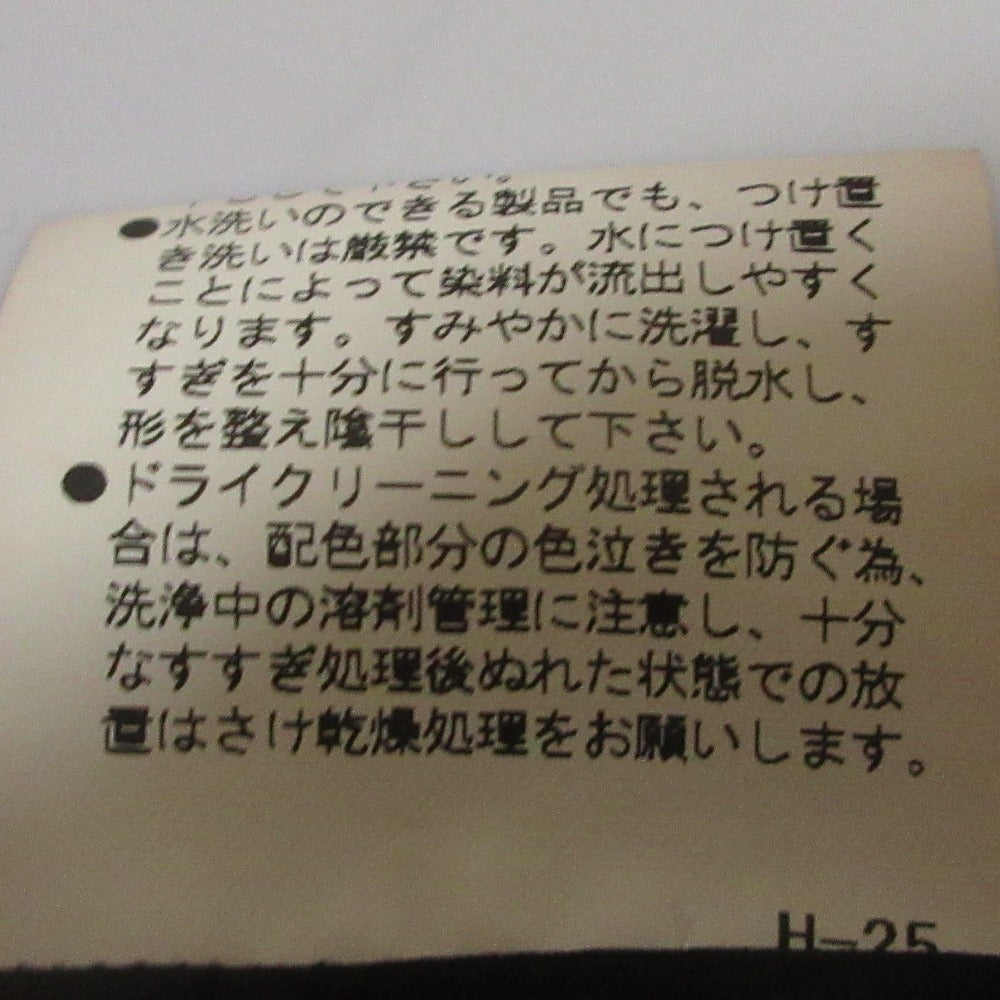 して下さい。
●水洗いのできる製品でも、つけ置
き洗いは厳禁です。水につけ置く
ことによって染料が流出しやすく
なります。すみやかに洗濯し、す
すぎを十分に行ってから脱水し、
形を整え陰干しして下さい。
●ドライクリーニング処理される場
合は、配色部分の色泣きを防ぐ為、
洗浄中の溶剤管理に注意し、十分
なすすぎ処理後ぬれた状態での放
置はさけ乾燥処理をお願いします。
H-25